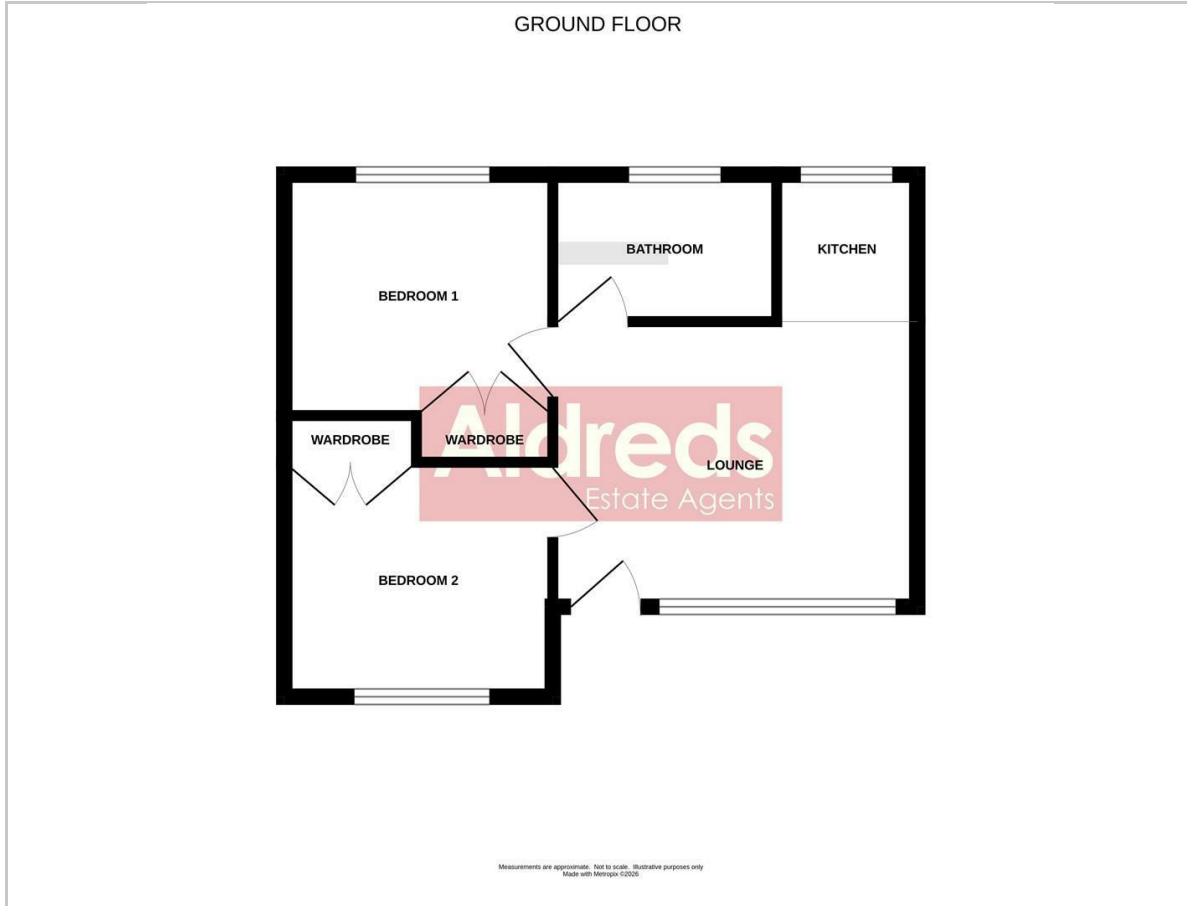 GROUND FLOOR
BATHROOM
KITCHEN
BEDROOM 1
WARDROBE
WARDROBE
Aldreds
LOUNGE
Estate Agents
BEDROOM 2
Measurements are approximate. Not to scale. Illustrative purposes only
Made with Metropix ©2026